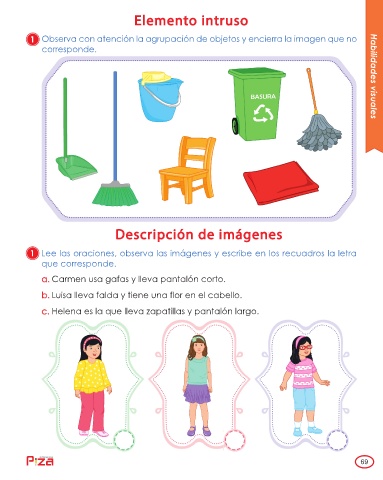 Elemento intruso
1 Observa con atención la agrupación de objetos y encierra la imagen que no
corresponde.
Habilidades visuales
BASURA
Descripción de imágenes
1 Lee las oraciones, observa las imágenes y escribe en los recuadros la letra
que corresponde.
a. Carmen usa gafas y lleva pantalón corto.
b. Luisa lleva falda y tiene una flor en el cabello.
c. Helena es la que lleva zapatillas y pantalón largo.
69